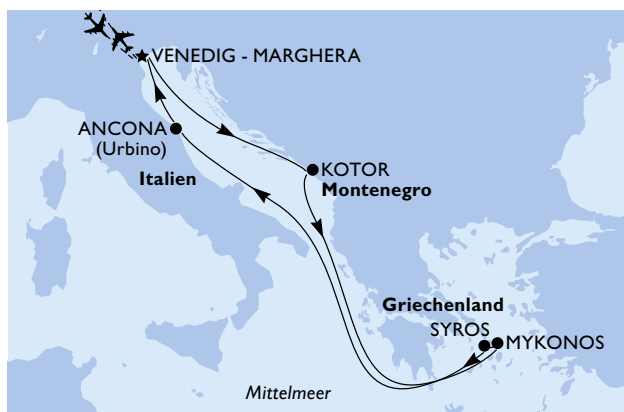 VENEDIG - MARGHERA
ANCONA
(Urbino)
Italien
KOTOR
Montenegro
Griechenland
SYROS
MYKONOS
Mittelmeer